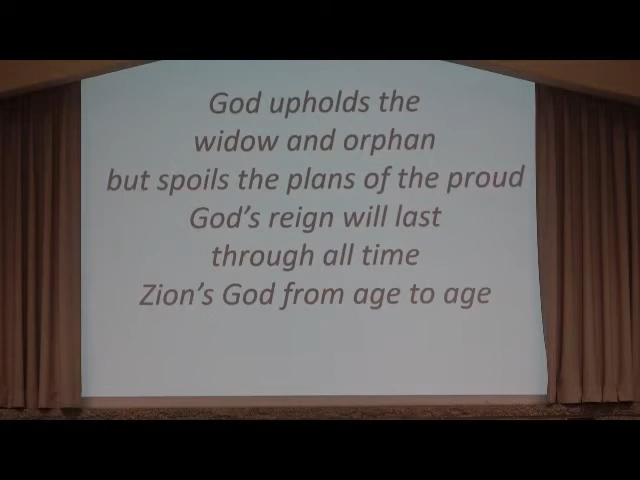 God upholds the
widow and orphan
but spoils the plans of the proud
God's reign will last
through all time
Zion's God from age to age